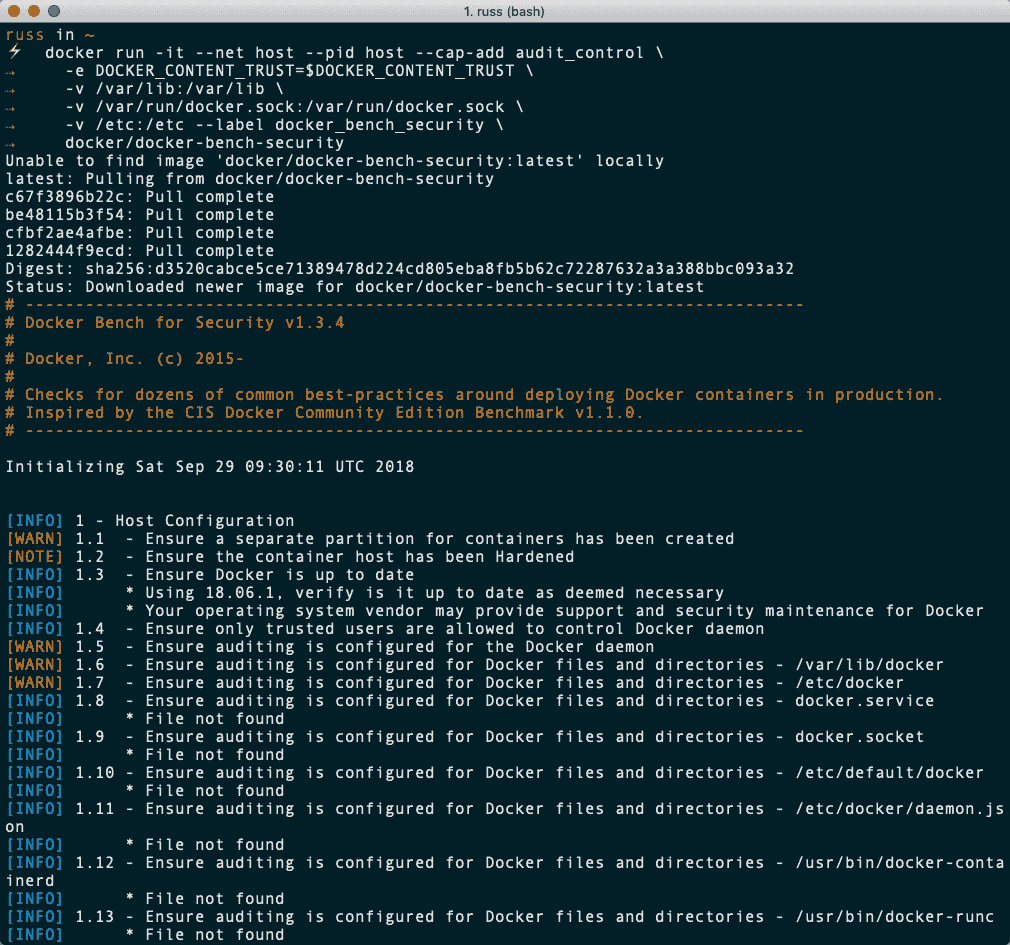 1. russ (bash)
russ in ~
⚡ docker run -it --net host --pid host --cap-add audit_control \
→ -e DOCKER_CONTENT_TRUST=$DOCKER_CONTENT_TRUST \
→ -v /var/lib:/var/lib \
→ -v /var/run/docker.sock:/var/run/docker.sock \
→ -v /etc:/etc --label docker_bench_security \
→ docker/docker-bench-security
Unable to find image 'docker/docker-bench-security:latest' locally
latest: Pulling from docker/docker-bench-security
c67f3896b22c: Pull complete
be48115b3f54: Pull complete
cfbf2ae4afbe: Pull complete
1282444f9ecd: Pull complete
Digest: sha256:d3520cabce5ce71389478d224cd805eba8fb5b62c72287632a3a388bbc093a32
Status: Downloaded newer image for docker/docker-bench-security:latest
# ------------------------------------------------------------------------------
# Docker Bench for Security v1.3.4
#
# Docker, Inc. (c) 2015-
#
# Checks for dozens of common best-practices around deploying Docker containers in production.
# Inspired by the CIS Docker Community Edition Benchmark v1.1.0.
# ------------------------------------------------------------------------------
Initializing Sat Sep 29 09:30:11 UTC 2018
[INFO] 1 - Host Configuration
[WARN] 1.1  - Ensure a separate partition for containers has been created
[NOTE] 1.2  - Ensure the container host has been Hardened
[INFO] 1.3  - Ensure Docker is up to date
[INFO]      * Using 18.06.1, verify is it up to date as deemed necessary
[INFO]      * Your operating system vendor may provide support and security maintenance for Docker
[INFO] 1.4  - Ensure only trusted users are allowed to control Docker daemon
[WARN] 1.5  - Ensure auditing is configured for the Docker daemon
[WARN] 1.6  - Ensure auditing is configured for Docker files and directories - /var/lib/docker
[WARN] 1.7  - Ensure auditing is configured for Docker files and directories - /etc/docker
[INFO] 1.8  - Ensure auditing is configured for Docker files and directories - docker.service
[INFO]      * File not found
[INFO] 1.9  - Ensure auditing is configured for Docker files and directories - docker.socket
[INFO]      * File not found
[INFO] 1.10 - Ensure auditing is configured for Docker files and directories - /etc/default/docker
[INFO]      * File not found
[INFO] 1.11 - Ensure auditing is configured for Docker files and directories - /etc/docker/daemon.js
on
[INFO]      * File not found
[INFO] 1.12 - Ensure auditing is configured for Docker files and directories - /usr/bin/docker-conta
inerd
[INFO]      * File not found
[INFO] 1.13 - Ensure auditing is configured for Docker files and directories - /usr/bin/docker-runc
[INFO]      * File not found